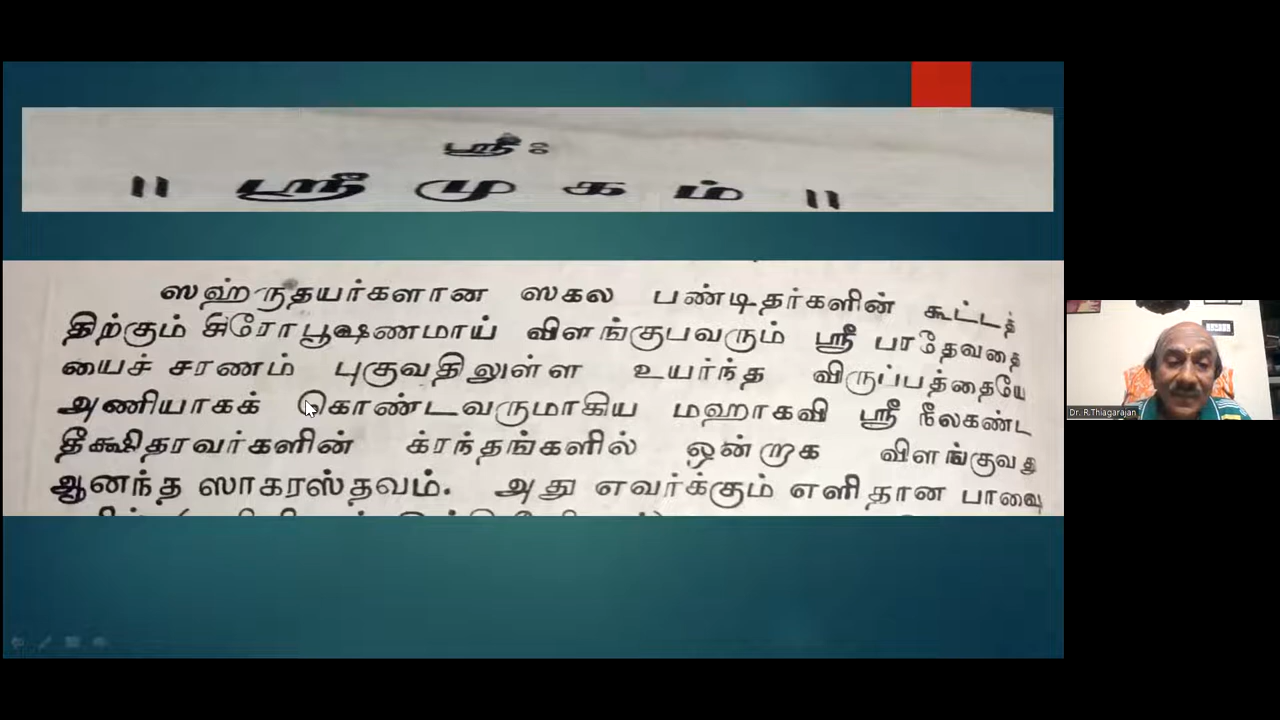 ஸ்ரீ:
॥ ஸ்ரீ மு க ம் ॥
ஸஹ்ருதயர்களான ஸகல பண்டிதர்களின் கூட்டத்
திற்கும் சிரோபூஷணமாய் விளங்குபவரும் ஸ்ரீ பரதேவதை
யைச் சரணம் புகுவதிலுள்ள உயர்ந்த விருப்பத்தையே
அணியாகக் கொண்டவருமாகிய மஹாகவி ஸ்ரீ நீலகண்ட
தீக்ஷிதரவர்களின் க்ரந்தங்களில் ஒன்றாக விளங்குவது
ஆனந்த ஸாகரஸ்தவம். அது எவர்க்கும் எளிதான
Dr. R.Thiagarajan